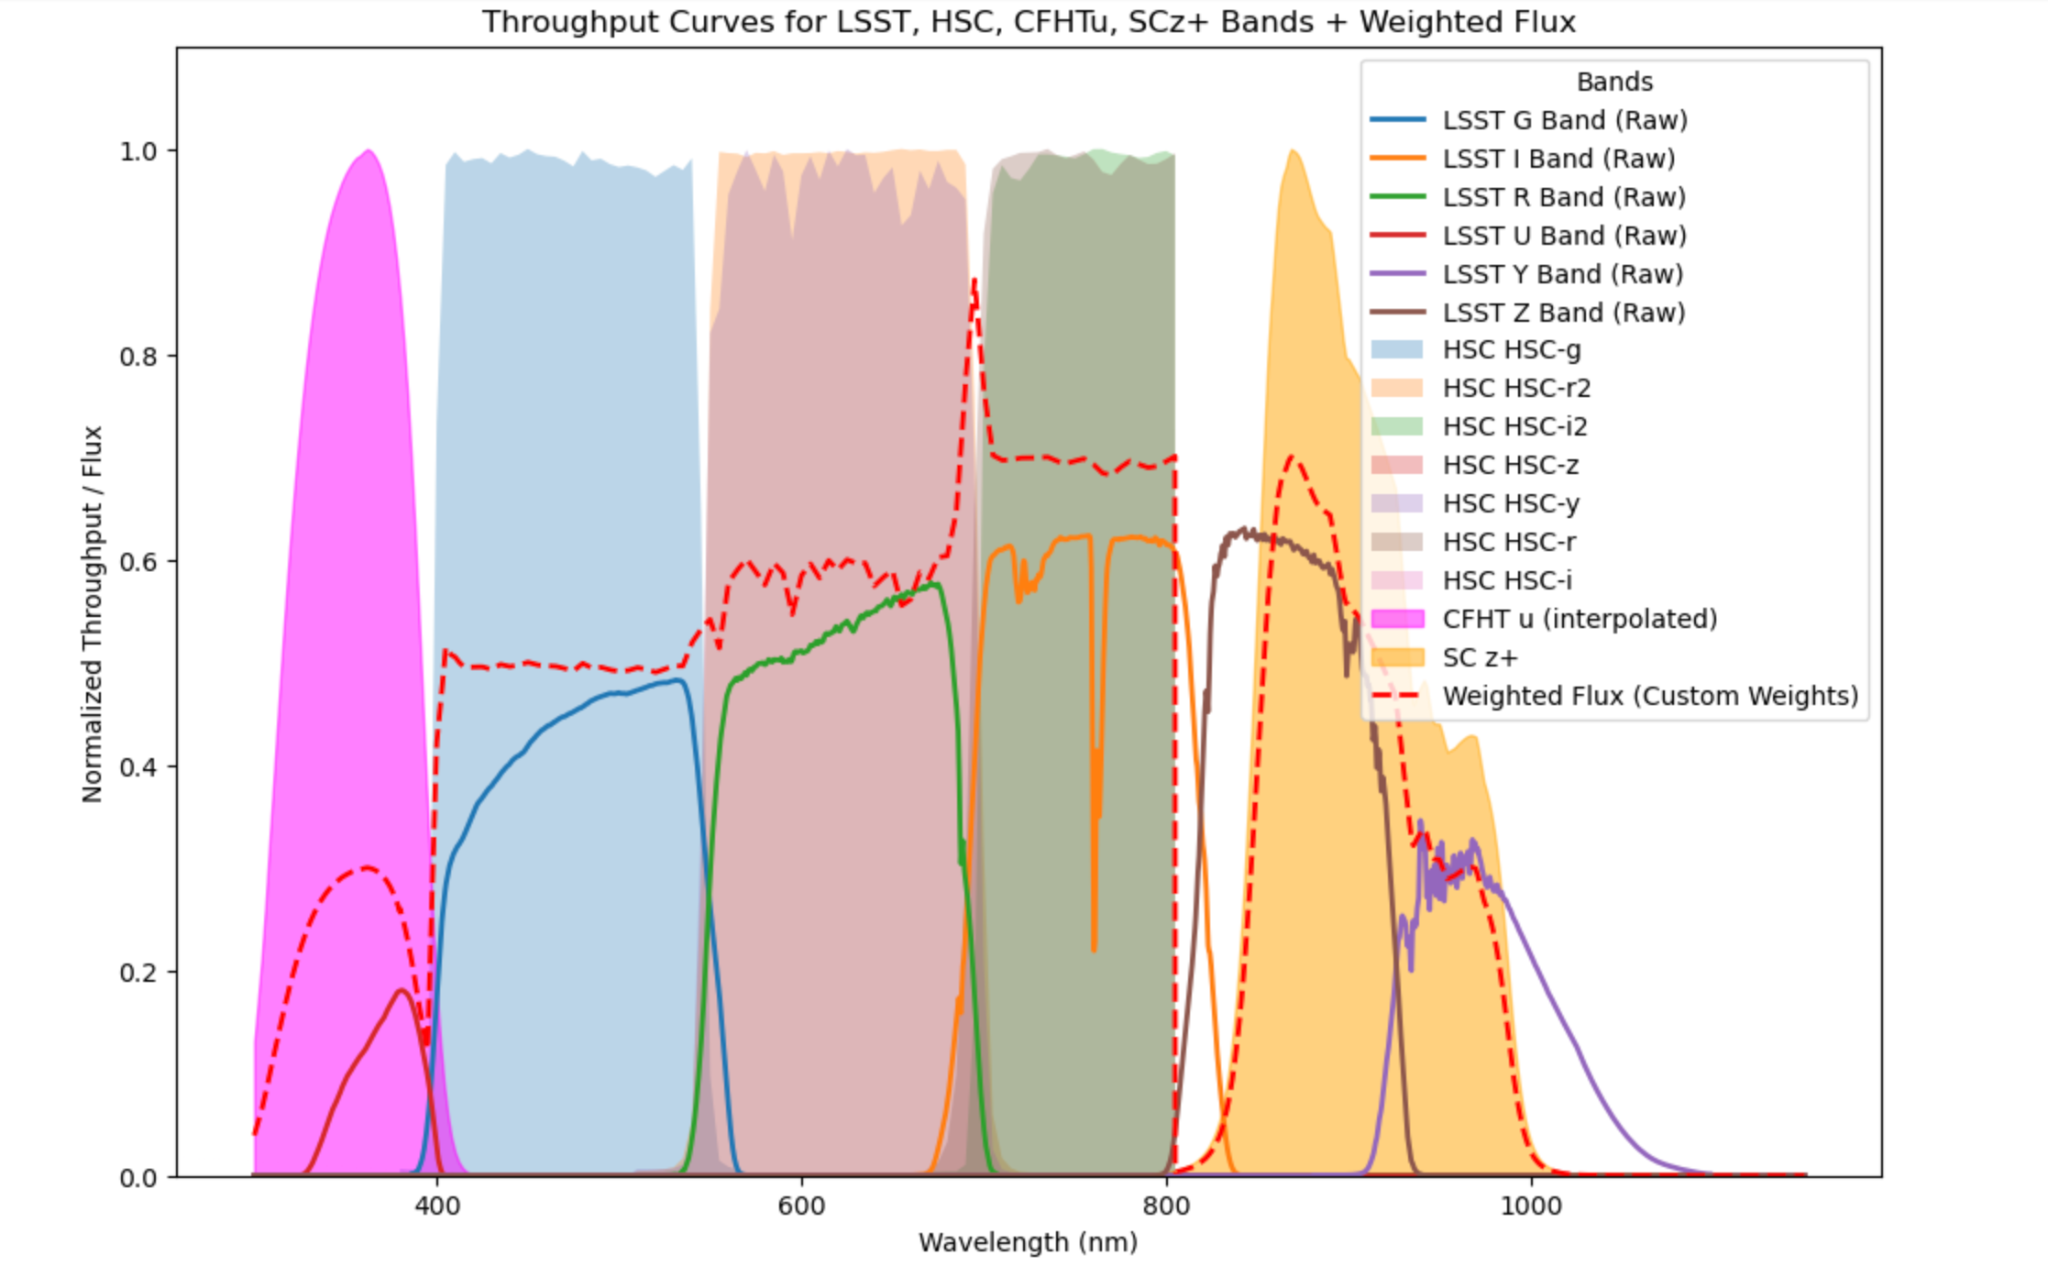 Throughput Curves for LSST, HSC, CFHTu, SCz+ Bands + Weighted Flux
Normalized Throughput / Flux
1.0
0.8
0.6
0.4
0.2
0.0
400
600
800
1000
Wavelength (nm)
Bands
LSST G Band (Raw)
LSST I Band (Raw)
LSST R Band (Raw)
LSST U Band (Raw)
LSST Y Band (Raw)
LSST Z Band (Raw)
HSC HSC-g
HSC HSC-r2
HSC HSC-i2
HSC HSC-z
HSC HSC-y
HSC HSC-r
HSC HSC-i
CFHT u (interpolated)
SC z+
Weighted Flux (Custom Weights)